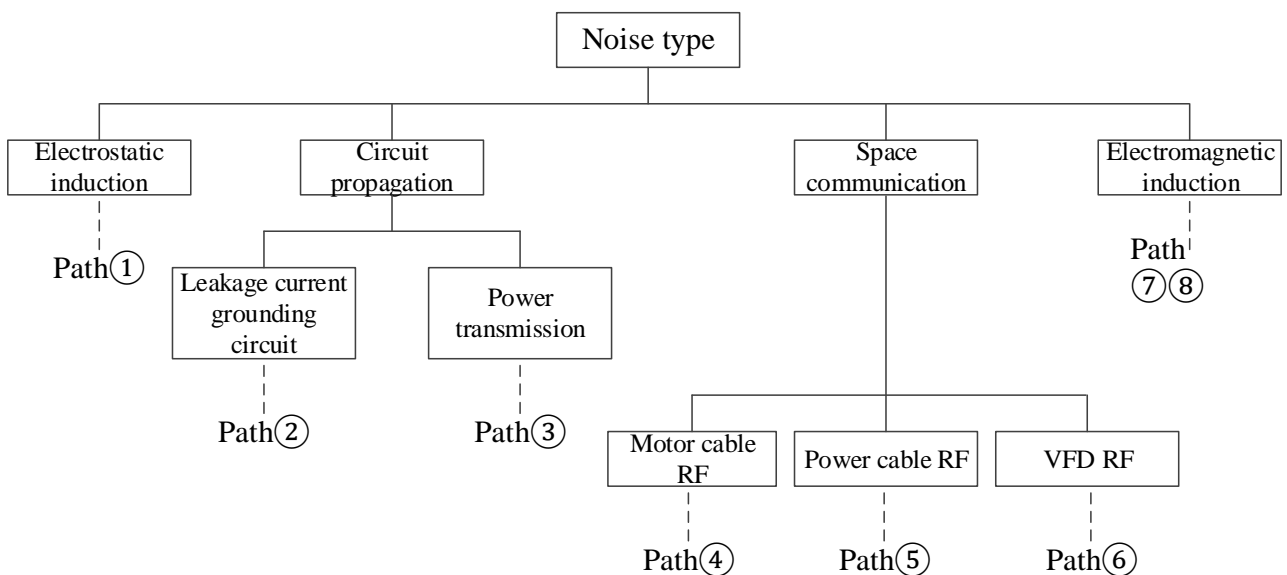 Noise type
Electrostatic
induction
Circuit
propagation
Space
communication
Electromagnetic
induction
Path①
Leakage current
grounding
circuit
Power
transmission
Path
⑦⑧
Path②
Path③
Motor cable
RF
Power cable RF
VFD RF
Path④
Path⑤
Path⑥